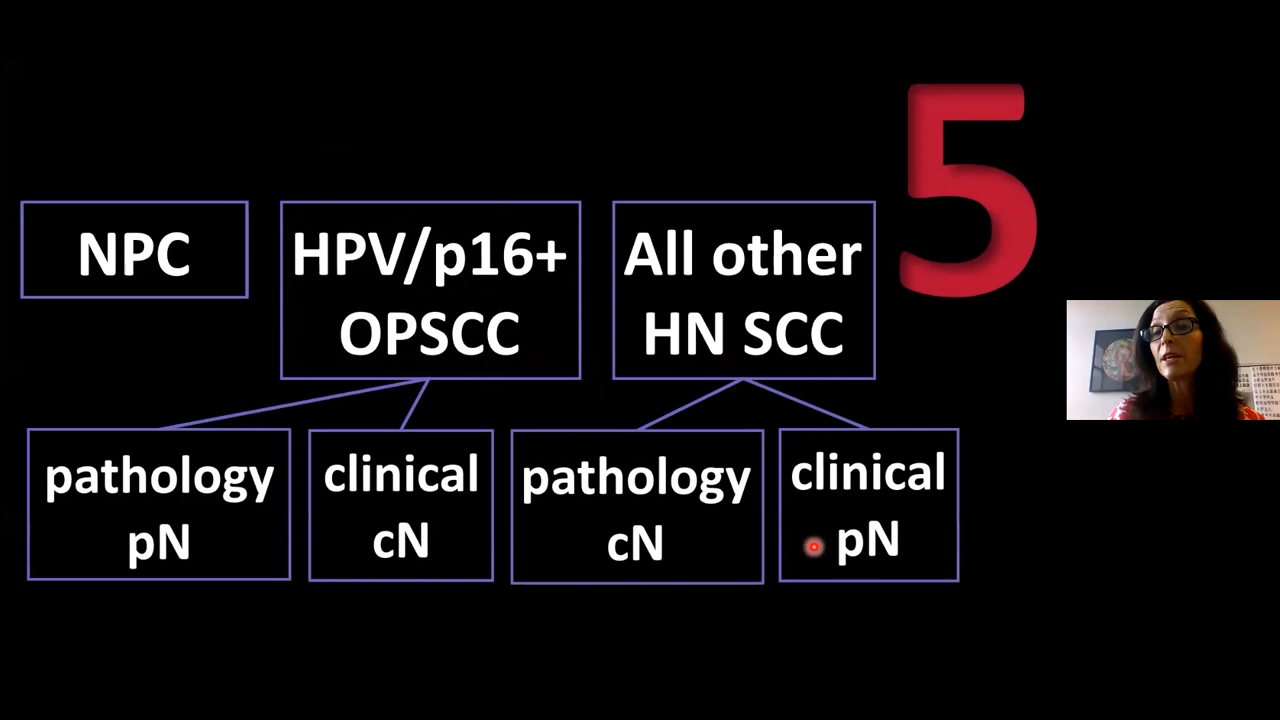 5
NPC
HPV/p16+
OPSCC
All other
HN SCC
pathology
pN
clinical
cN
pathology
cN
clinical
pN